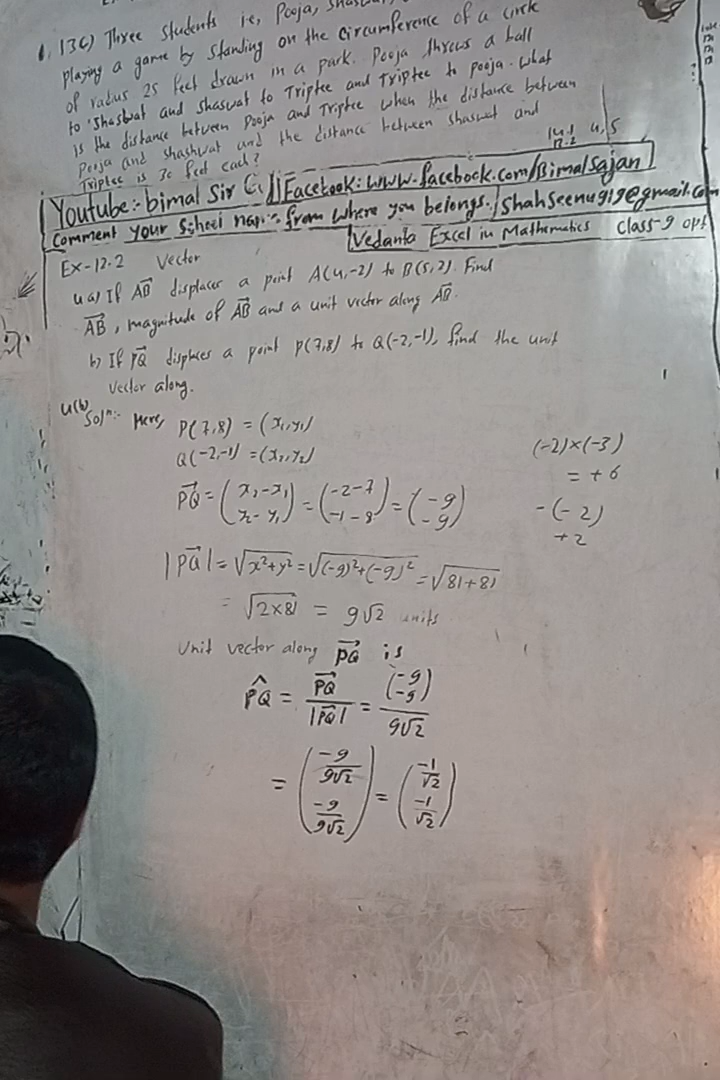 1. 13c) Three students ie, Pooja,
playing a game by standing on the circumference of a circle
of radius 25 feet drawn in a park. Pooja throws a ball
to Shashwat and Shaswat to Triptee and Triptee to Pooja. What
is the distance between Pooja and Triptee when the distance between
Pooja and shashwat and the distance between shaswat and
Triptee is 30 feet each?
Youtube:- bimal Sir Facebook: www.facebook.com/Bimalsajan
Comment your School from where you belongs. shahseenu919@gmail.com
Vedanta Excel in Mathematics class-9 opt
Ex-12.2 Vector
4 a) If AB⃗ displaces a point A(4,-2) to B(5,2). Find
AB⃗, magnitude of AB⃗ and a unit vector along AB⃗.
b) If PQ⃗ displaces a point P(7,8) to Q(-2,-1), find the unit
vector along.
4(b) Solⁿ:- Here, P(7,8) = (x₁,y₁)
Q(-2,-1) = (x₂,y₂)
(-2)×(-3)
= +6
PQ⃗ = (x₂-x₁ / y₂-y₁) = (-2-7 / -1-8) = (-9 / -9)
-(-2)
+2
|PQ⃗| = √x²+y² = √(-9)²+(-9)² = √81+81
= √2×81 = 9√2 units
Unit vector along PQ⃗ is
P̂Q = PQ⃗/|PQ⃗| = (-9 / -9)/9√2
= (-9/9√2 / -9/9√2) = (-1/√2 / -1/√2)